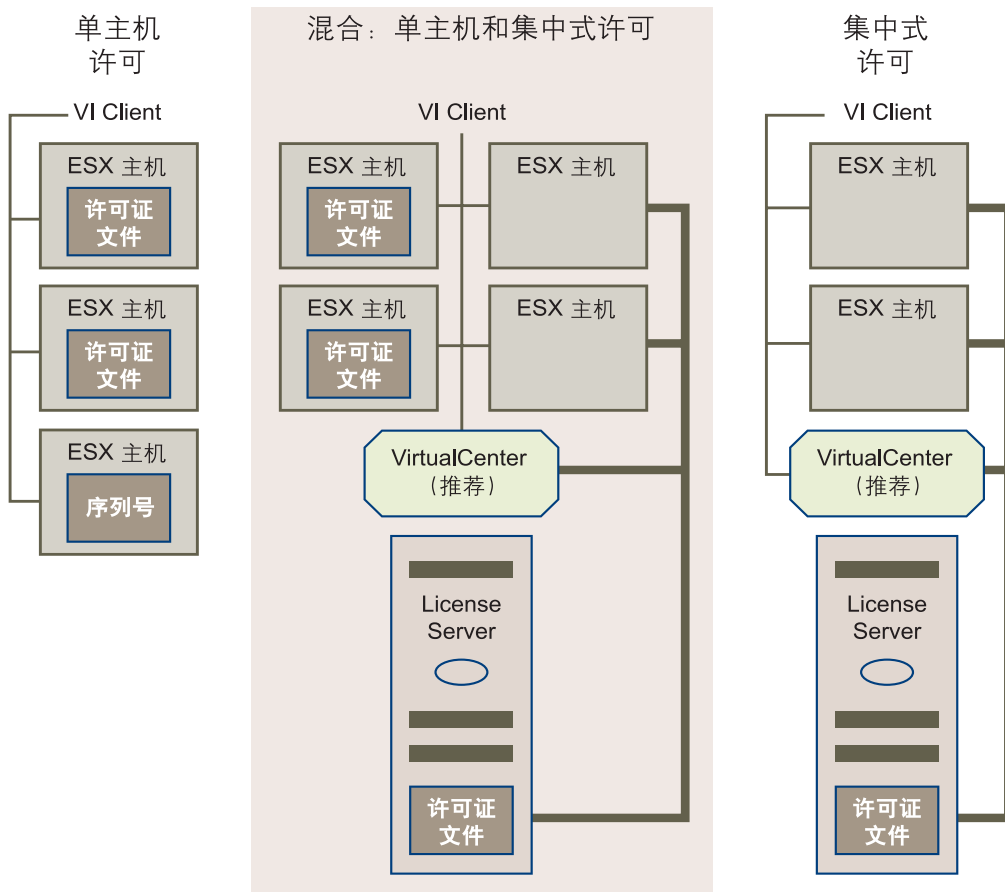 单主机
许可
VI Client
ESX 主机
许可证
文件
ESX 主机
许可证
文件
ESX 主机
序列号
混合：单主机和集中式许可
VI Client
ESX 主机
许可证
文件
ESX 主机
ESX 主机
许可证
文件
ESX 主机
VirtualCenter
（推荐）
License
Server
许可证
文件
集中式
许可
VI Client
ESX 主机
ESX 主机
VirtualCenter
（推荐）
License
Server
许可证
文件